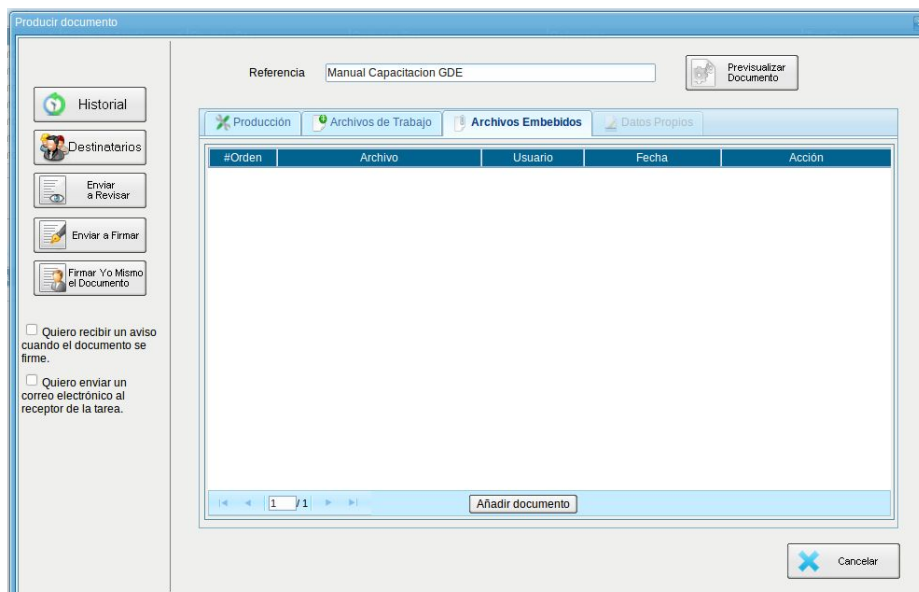 Producir documento
Referencia
Manual Capacitacion GDE
Previsualizar
Documento
Historial
Destinatarios
Enviar
a Revisar
Enviar a Firmar
Firmar Yo Mismo
el Documento
Quiero recibir un aviso
cuando el documento se
firme.
Quiero enviar un
correo electrónico al
receptor de la tarea.
Producción
Archivos de Trabajo
Archivos Embebidos
Datos Propios
#Orden
Archivo
Usuario
Fecha
Acción
1 / 1
Añadir documento
Cancelar